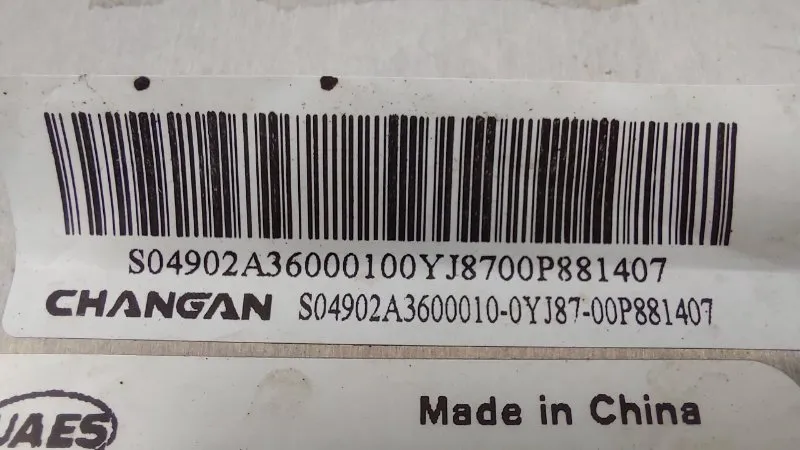 S04902A36000100YJ8700P881407
CHANGAN S04902A3600010-0YJ87-00P881407
UAES Made in China